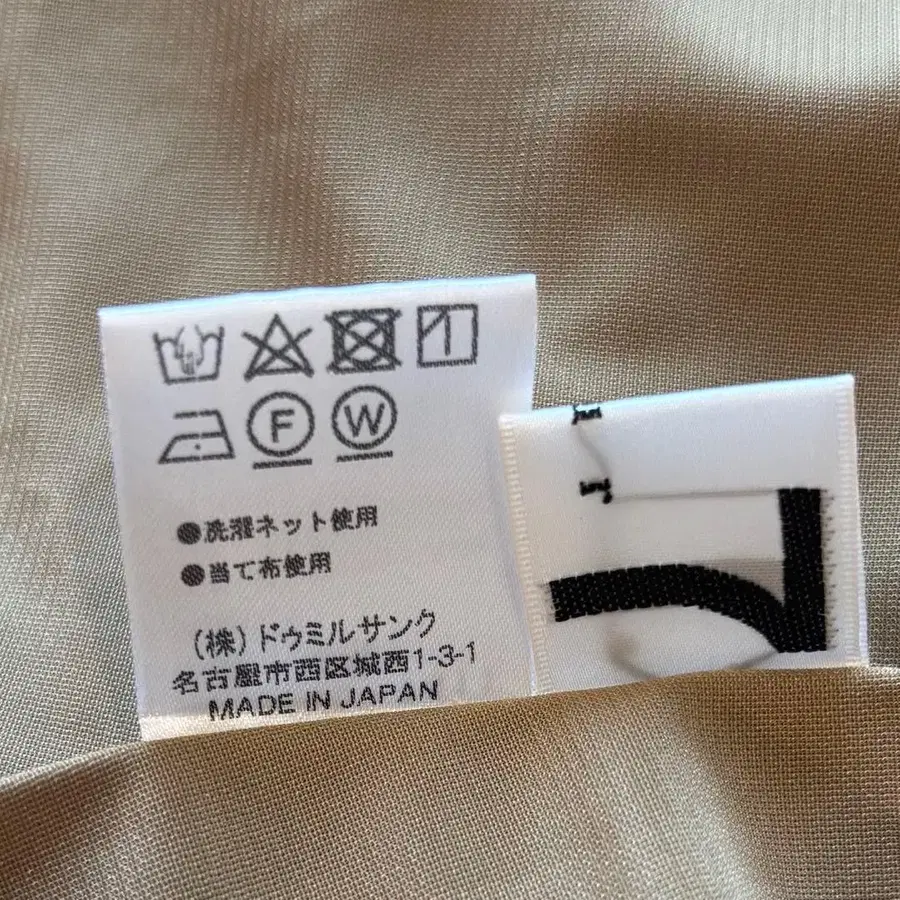 F W
●洗濯ネット使用
●当て布使用
(株)ドゥミルサンク
名古屋市西区城西1-3-1
MADE IN JAPAN
7